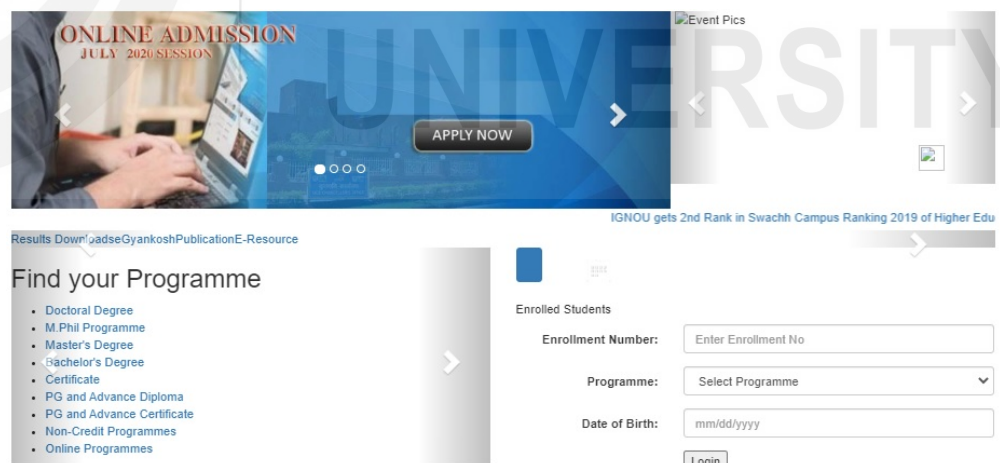 ONLINE ADMISSION
JULY 2020 SESSION
APPLY NOW
Event Pics
UNIVERSITY
IGNOU gets 2nd Rank in Swachh Campus Ranking 2019 of Higher Edu
Results DownloadseGyankoshPublicationE-Resource
Find your Programme
Doctoral Degree
M.Phil Programme
Master's Degree
Bachelor's Degree
Certificate
PG and Advance Diploma
PG and Advance Certificate
Non-Credit Programmes
Online Programmes
Enrolled Students
Enrollment Number: Enter Enrollment No
Programme: Select Programme
Date of Birth: mm/dd/yyyy
Login